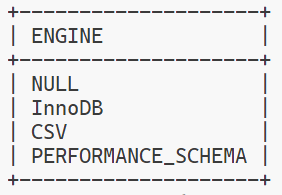 +--------------------+
| ENGINE             |
+--------------------+
| NULL               |
| InnoDB             |
| CSV                |
| PERFORMANCE_SCHEMA |
+--------------------+